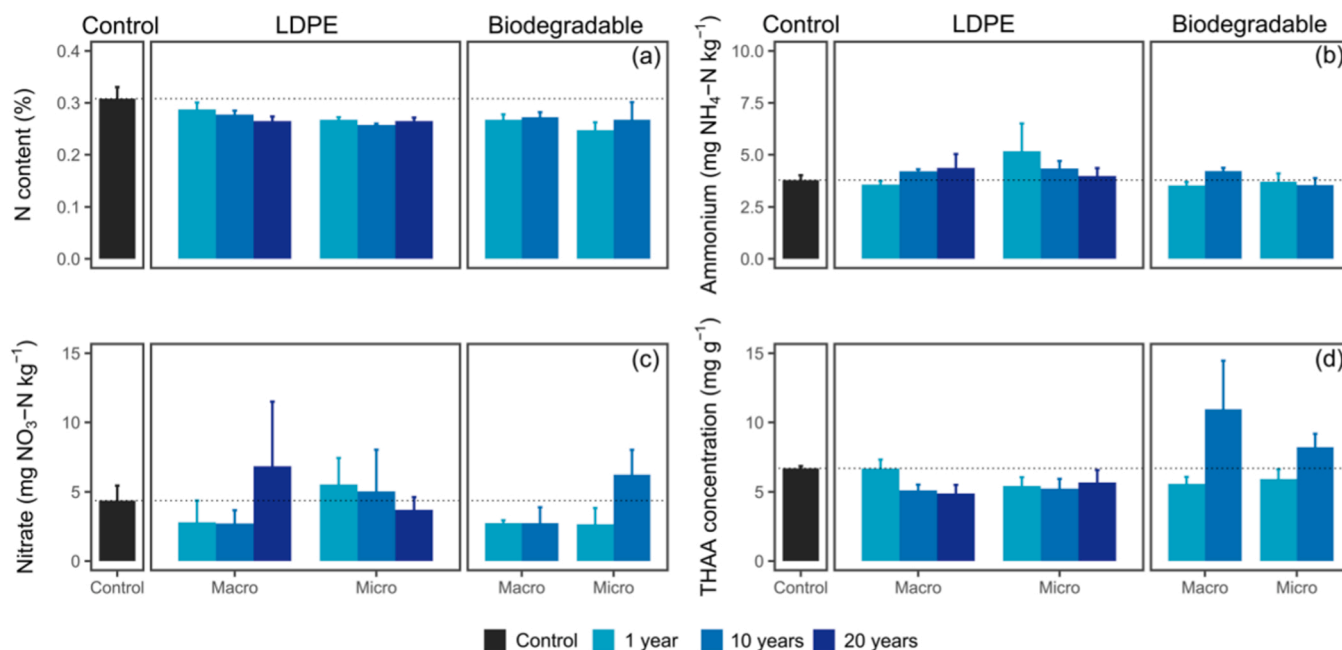 Control LDPE Biodegradable
(a)
N content (%)
0.4
0.3
0.2
0.1
0.0
Control LDPE Biodegradable
(b)
Ammonium (mg NH₄−N kg⁻¹)
10.0
7.5
5.0
2.5
0.0
(c)
Nitrate (mg NO₃−N kg⁻¹)
15
10
5
0
Control Macro Micro Macro Micro
(d)
THAA concentration (mg g⁻¹)
15
10
5
0
Control Macro Micro Macro Micro
Control 1 year 10 years 20 years